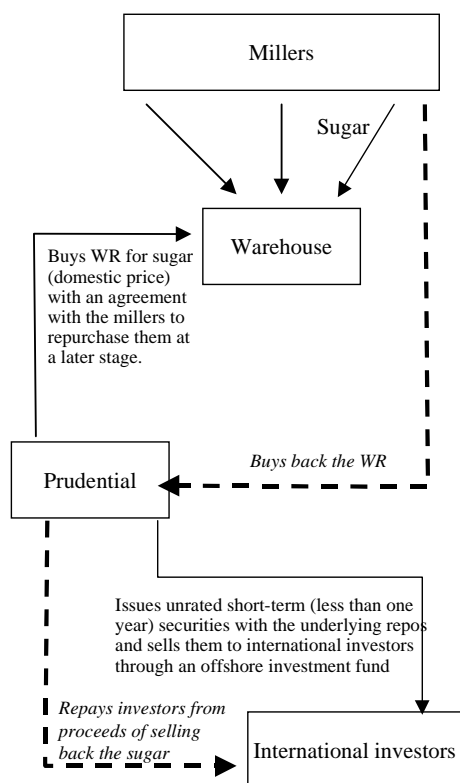 Millers
Sugar
Warehouse
Buys WR for sugar
(domestic price)
with an agreement
with the millers to
repurchase them at
a later stage.
Buys back the WR
Prudential
Issues unrated short-term (less than one
year) securities with the underlying repos
and sells them to international investors
through an offshore investment fund
Repays investors from
proceeds of selling
back the sugar
International investors